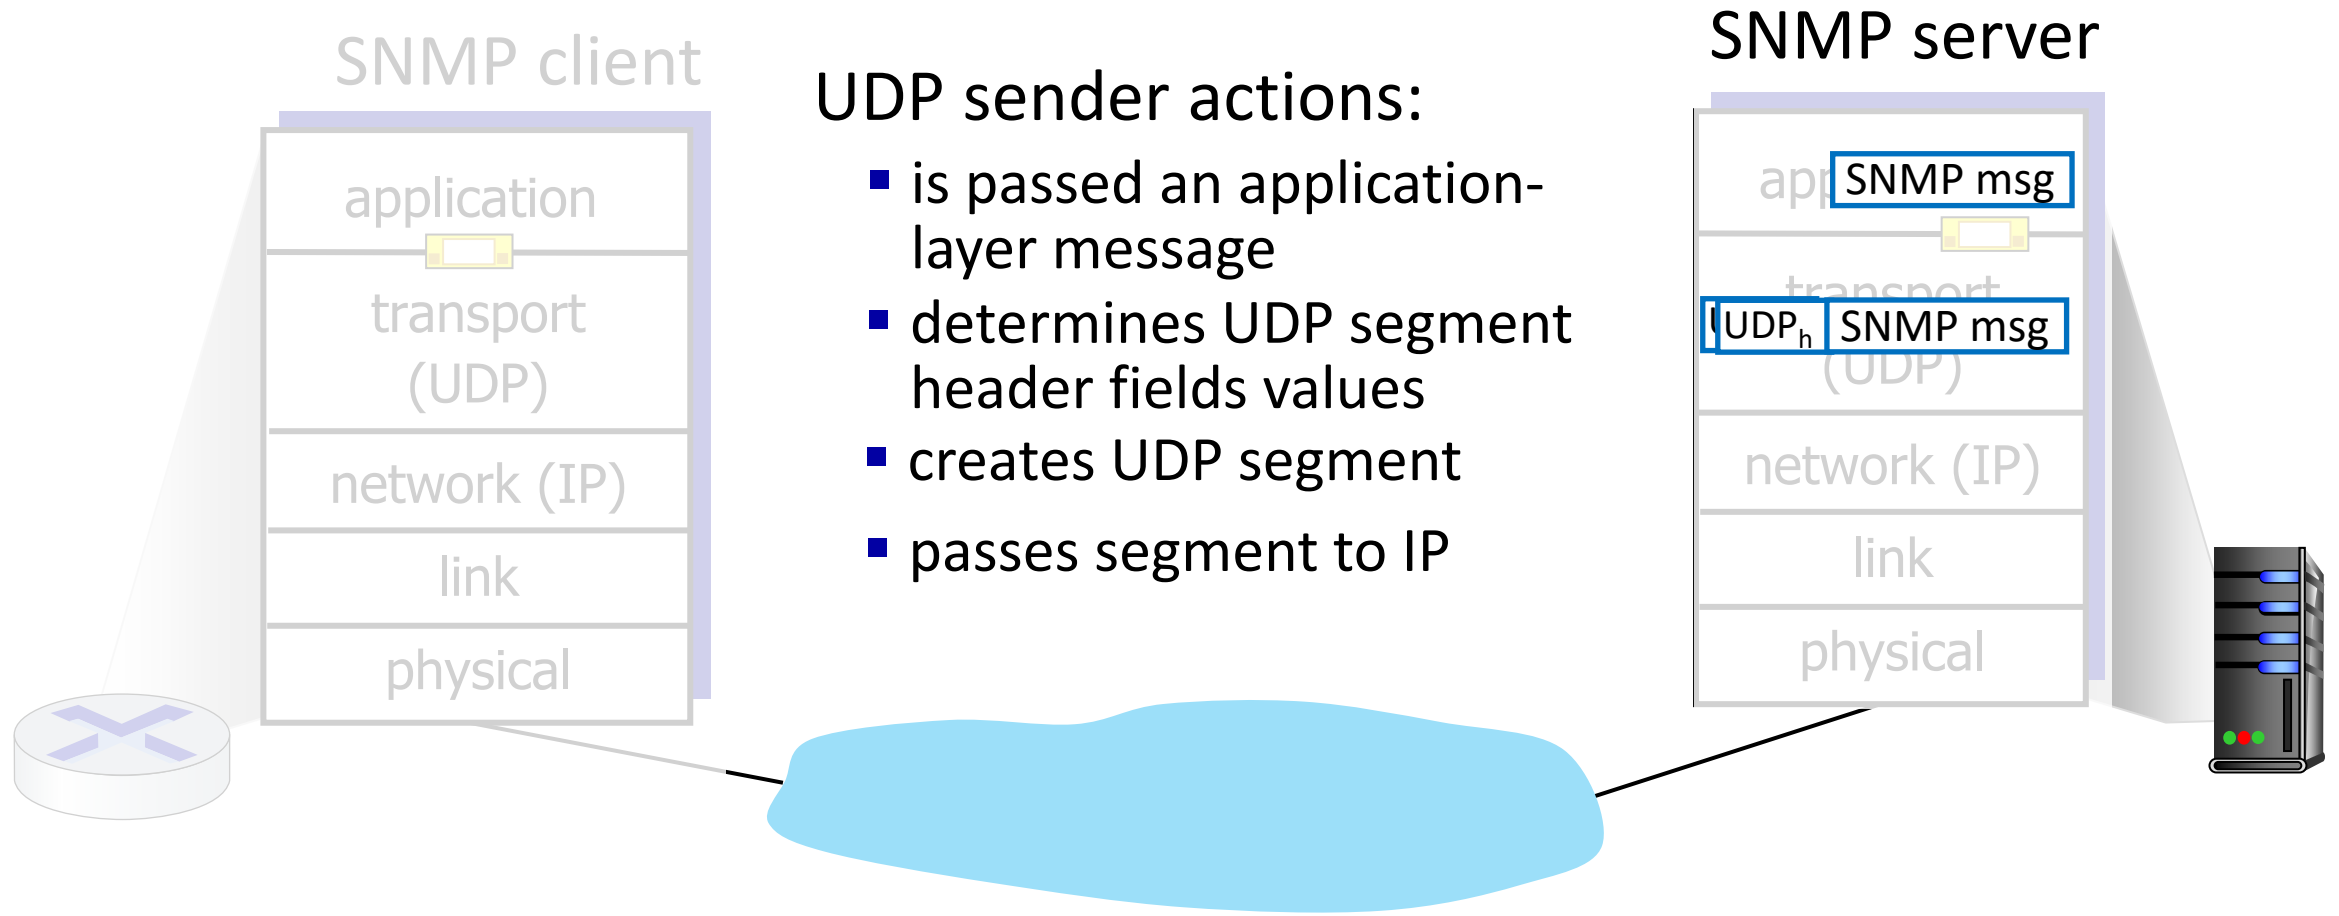 SNMP client
application
transport
(UDP)
network (IP)
link
physical
UDP sender actions:
▪ is passed an application-
layer message
▪ determines UDP segment
header fields values
▪ creates UDP segment
▪ passes segment to IP
SNMP server
SNMP msg
transport
UDPh SNMP msg
(UDP)
network (IP)
link
physical